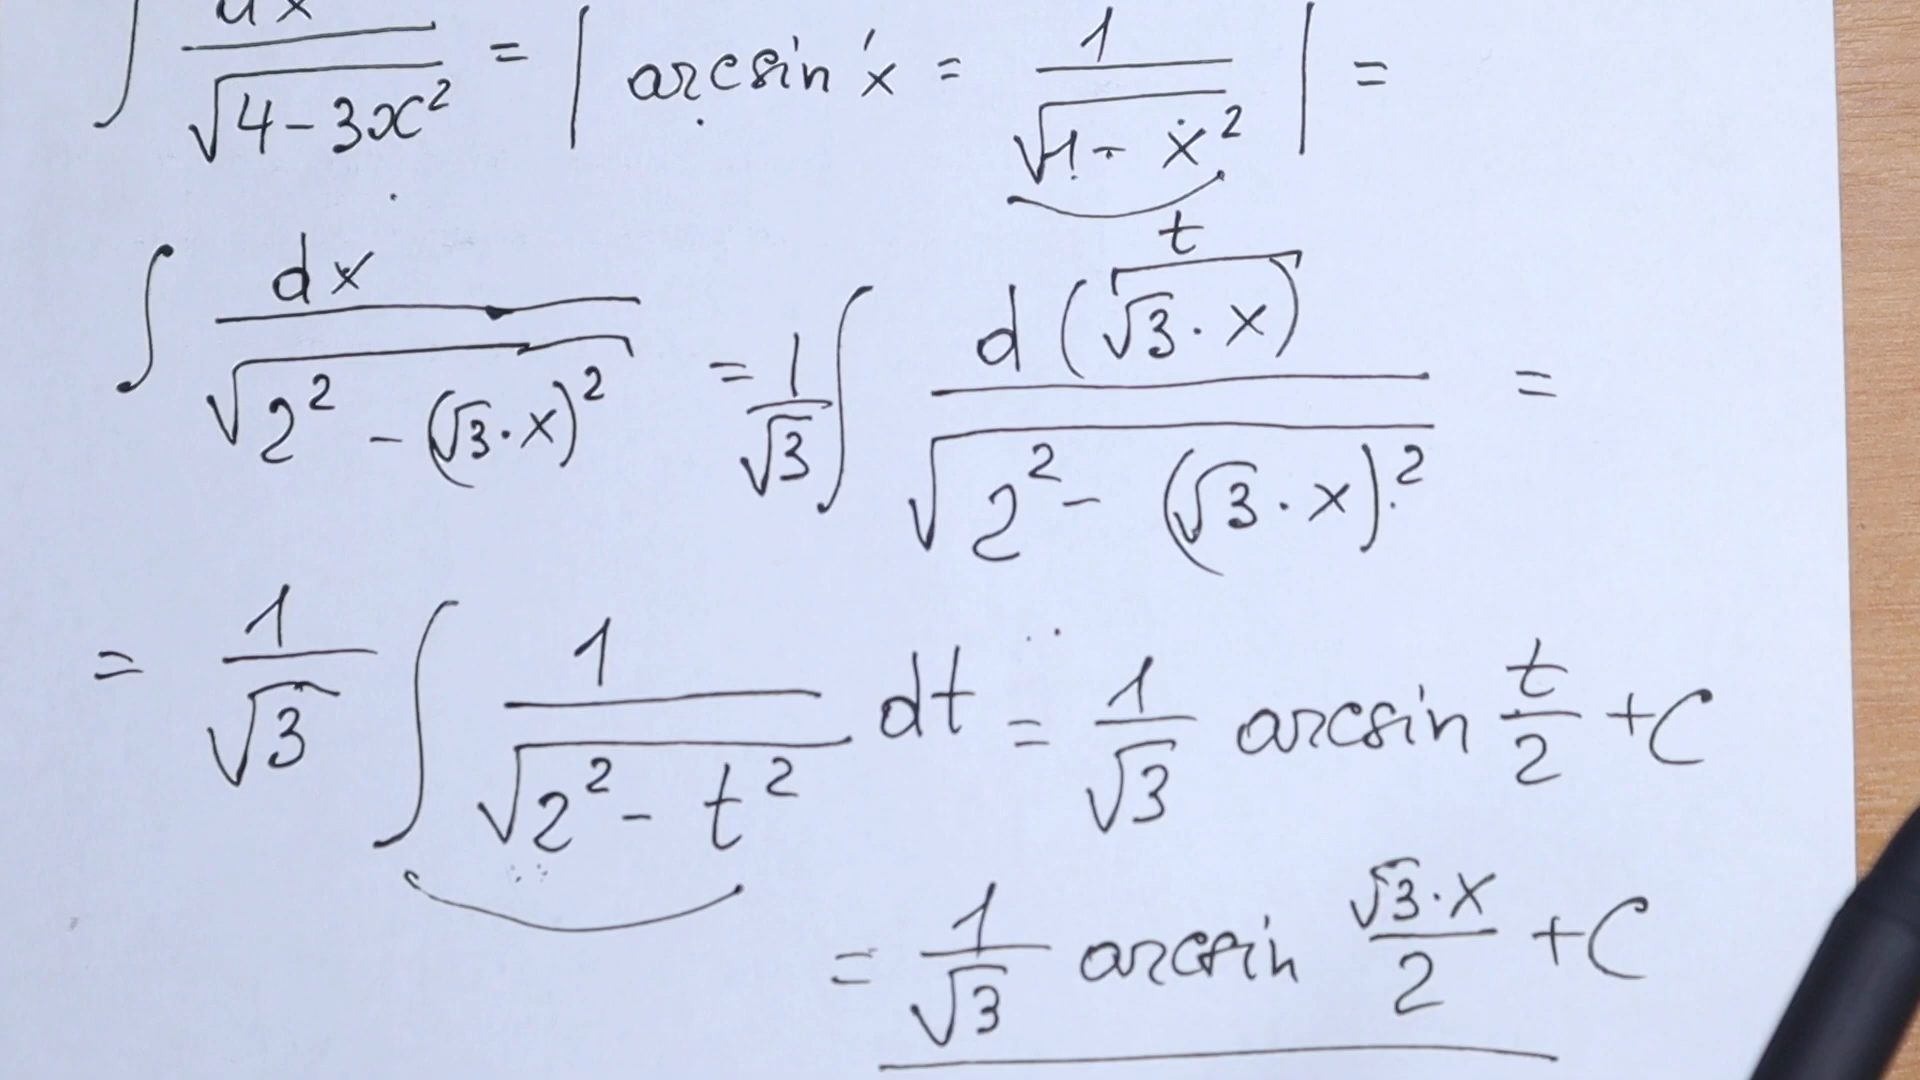 ∫ dx / √(4 - 3x²) = | arcsin' x = 1 / √(1 - x²) | =
∫ dx / √(2² - (√3 · x)²) = 1/√3 ∫ d(√3 · x) / √(2² - (√3 · x)²) =
t
= 1/√3 ∫ 1 / √(2² - t²) dt = 1/√3 arcsin t/2 + C
= 1/√3 arcsin √3·x / 2 + C